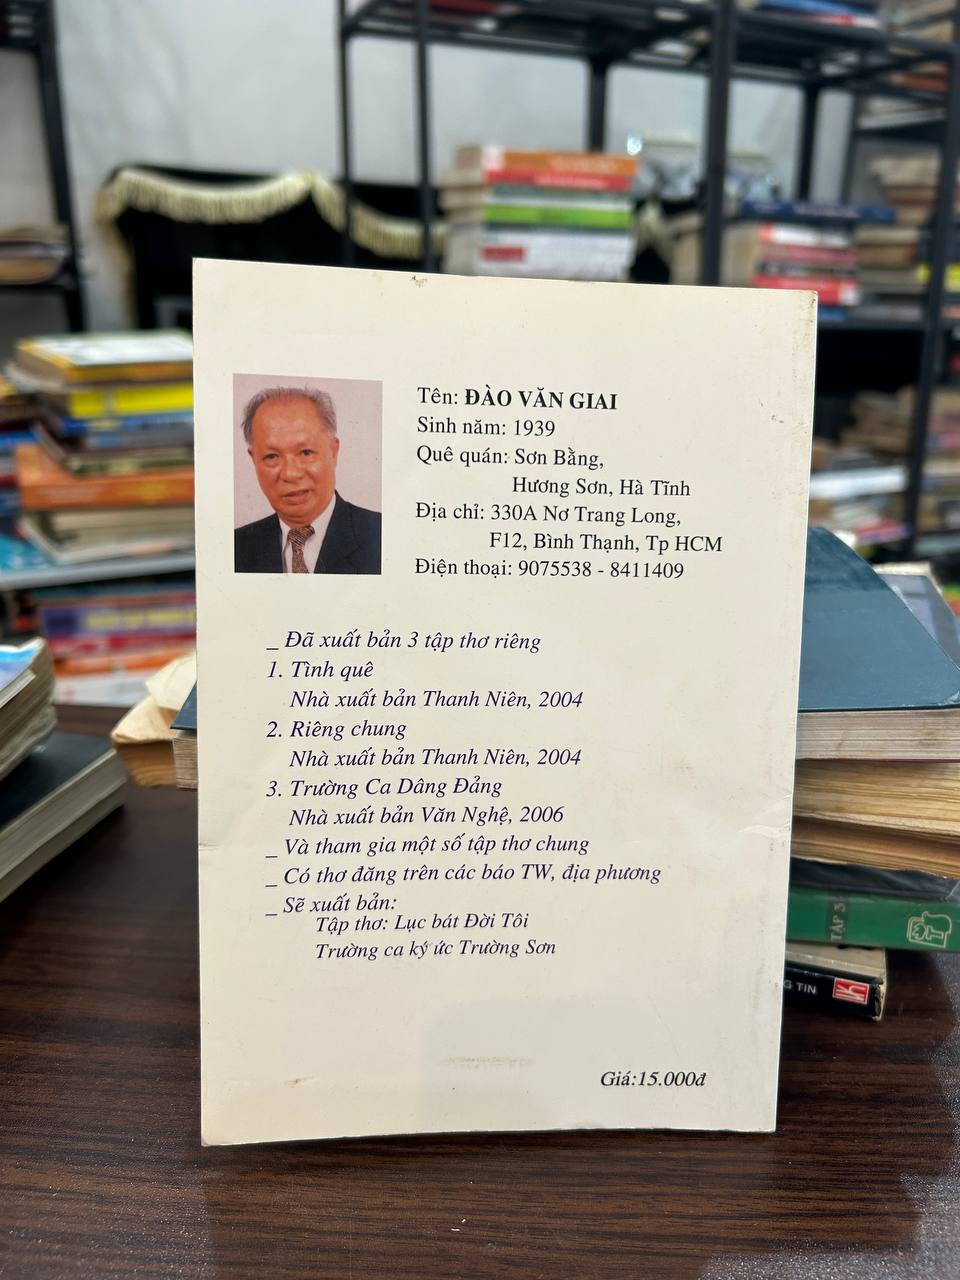 Tên: ĐÀO VĂN GIAI
Sinh năm: 1939
Quê quán: Sơn Bằng,
Hương Sơn, Hà Tĩnh
Địa chỉ: 330A Nơ Trang Long,
F12, Bình Thạnh, Tp HCM
Điện thoại: 9075538 - 8411409
_ Đã xuất bản 3 tập thơ riêng
1. Tình quê
Nhà xuất bản Thanh Niên, 2004
2. Riêng chung
Nhà xuất bản Thanh Niên, 2004
3. Trường Ca Dâng Đảng
Nhà xuất bản Văn Nghệ, 2006
_ Và tham gia một số tập thơ chung
_ Có thơ đăng trên các báo TW, địa phương
_ Sẽ xuất bản:
Tập thơ: Lục bát Đời Tôi
Trường ca ký ức Trường Sơn
Giá:15.000đ
TẬP 3
G TIN